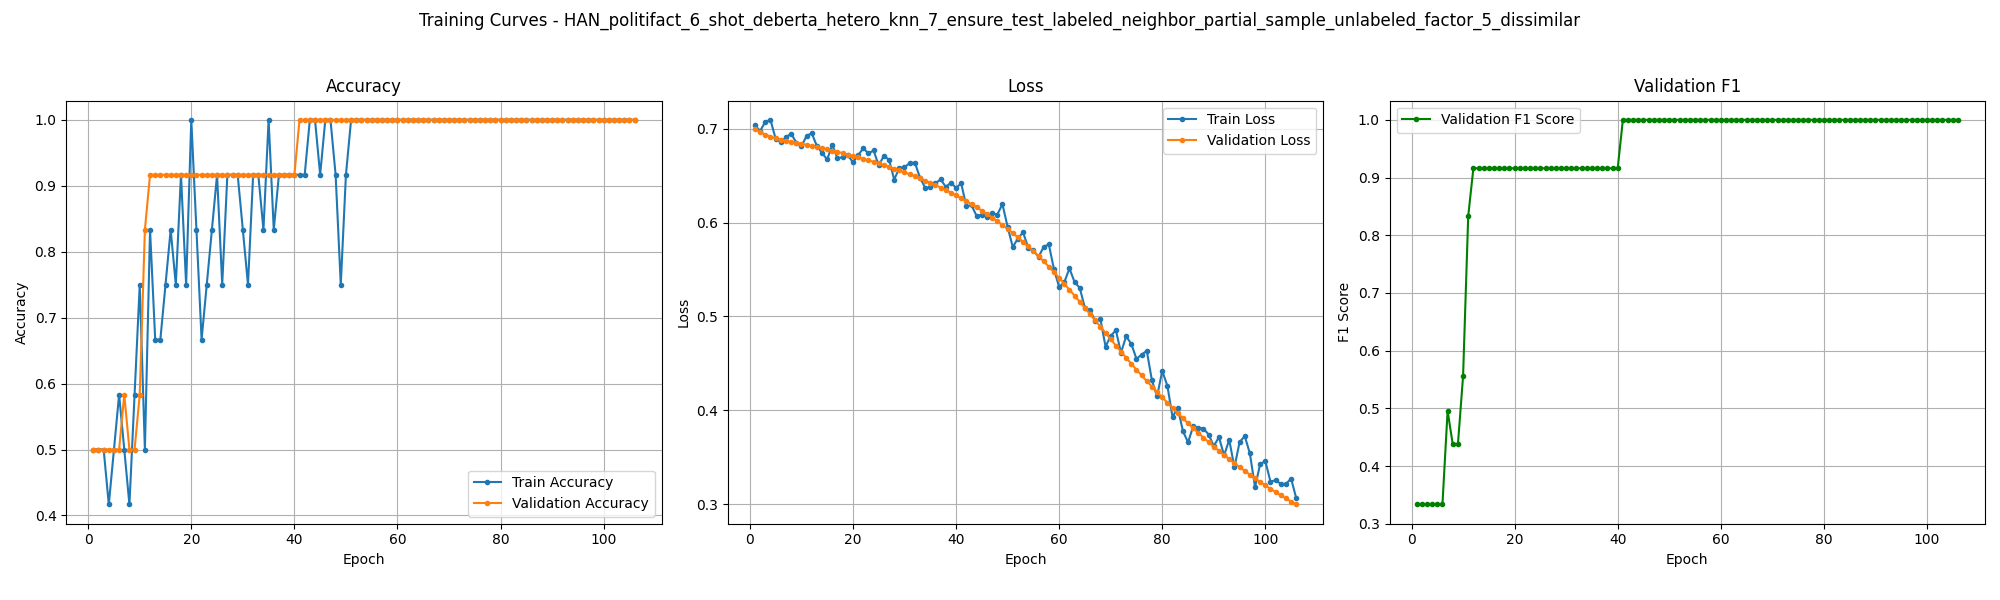 Training Curves - HAN_politifact_6_shot_deberta_hetero_knn_7_ensure_test_labeled_neighbor_partial_sample_unlabeled_factor_5_dissimilar
Accuracy
Accuracy
1.0
0.9
0.8
0.7
0.6
0.5
0.4
Train Accuracy
Validation Accuracy
0 20 40 60 80 100
Epoch
Loss
Loss
0.7
0.6
0.5
0.4
0.3
Train Loss
Validation Loss
0 20 40 60 80 100
Epoch
Validation F1
F1 Score
1.0
0.9
0.8
0.7
0.6
0.5
0.4
0.3
Validation F1 Score
0 20 40 60 80 100
Epoch